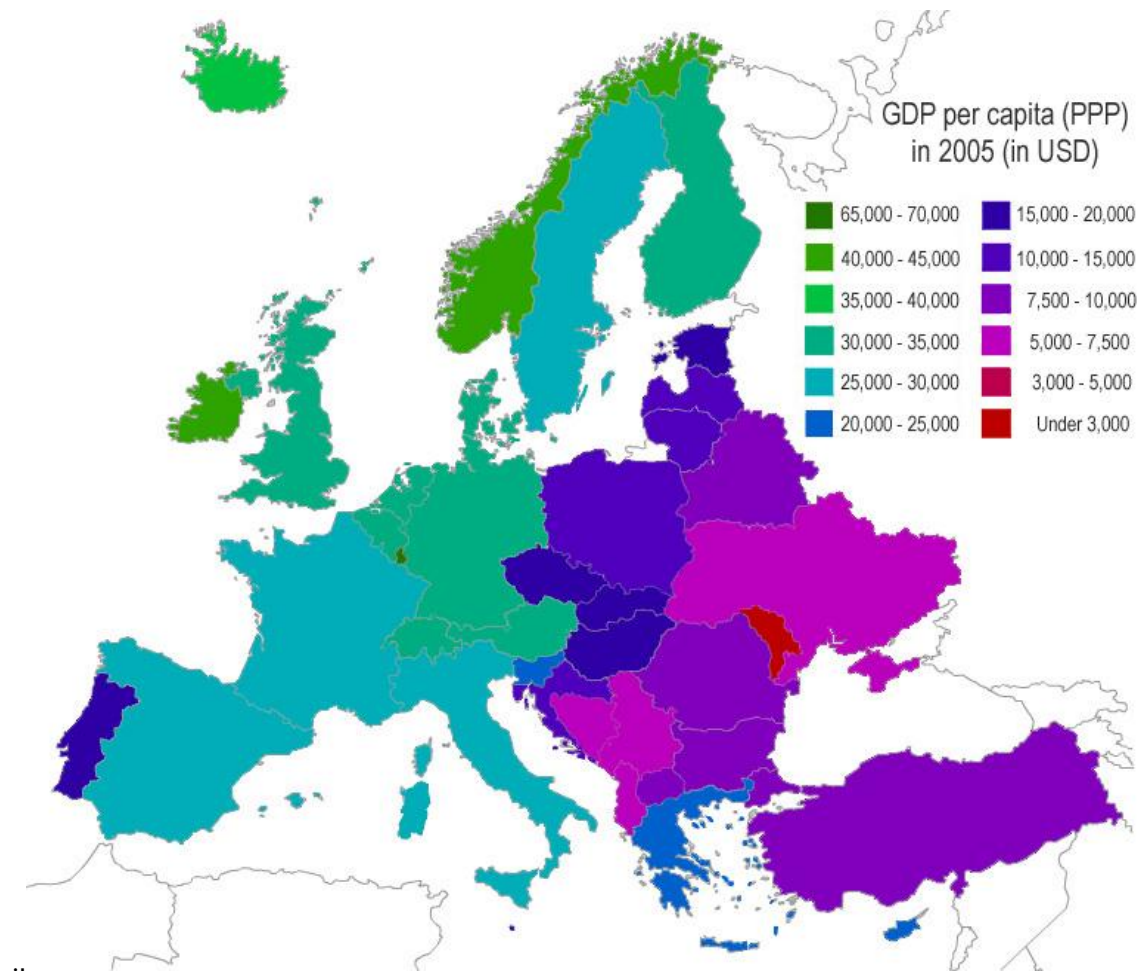 GDP per capita (PPP)
in 2005 (in USD)
65,000 - 70,000
40,000 - 45,000
35,000 - 40,000
30,000 - 35,000
25,000 - 30,000
20,000 - 25,000
15,000 - 20,000
10,000 - 15,000
7,500 - 10,000
5,000 - 7,500
3,000 - 5,000
Under 3,000
..